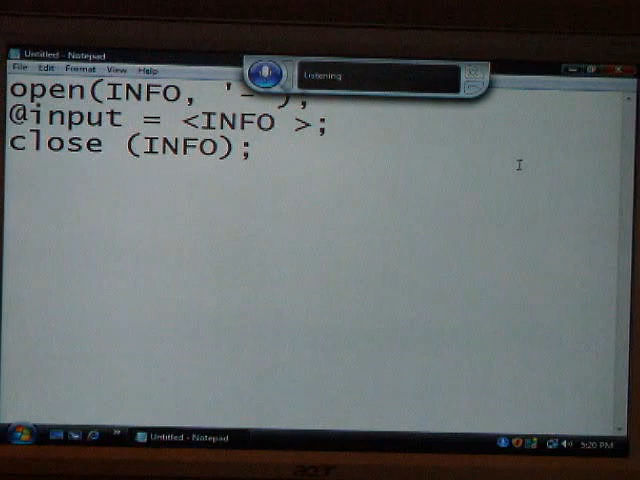 Untitled - Notepad
File Edit Format View Help
Listening
open(INFO, '- );
@input = <INFO >;
close (INFO);
Untitled - Notepad
5:20 PM
acer